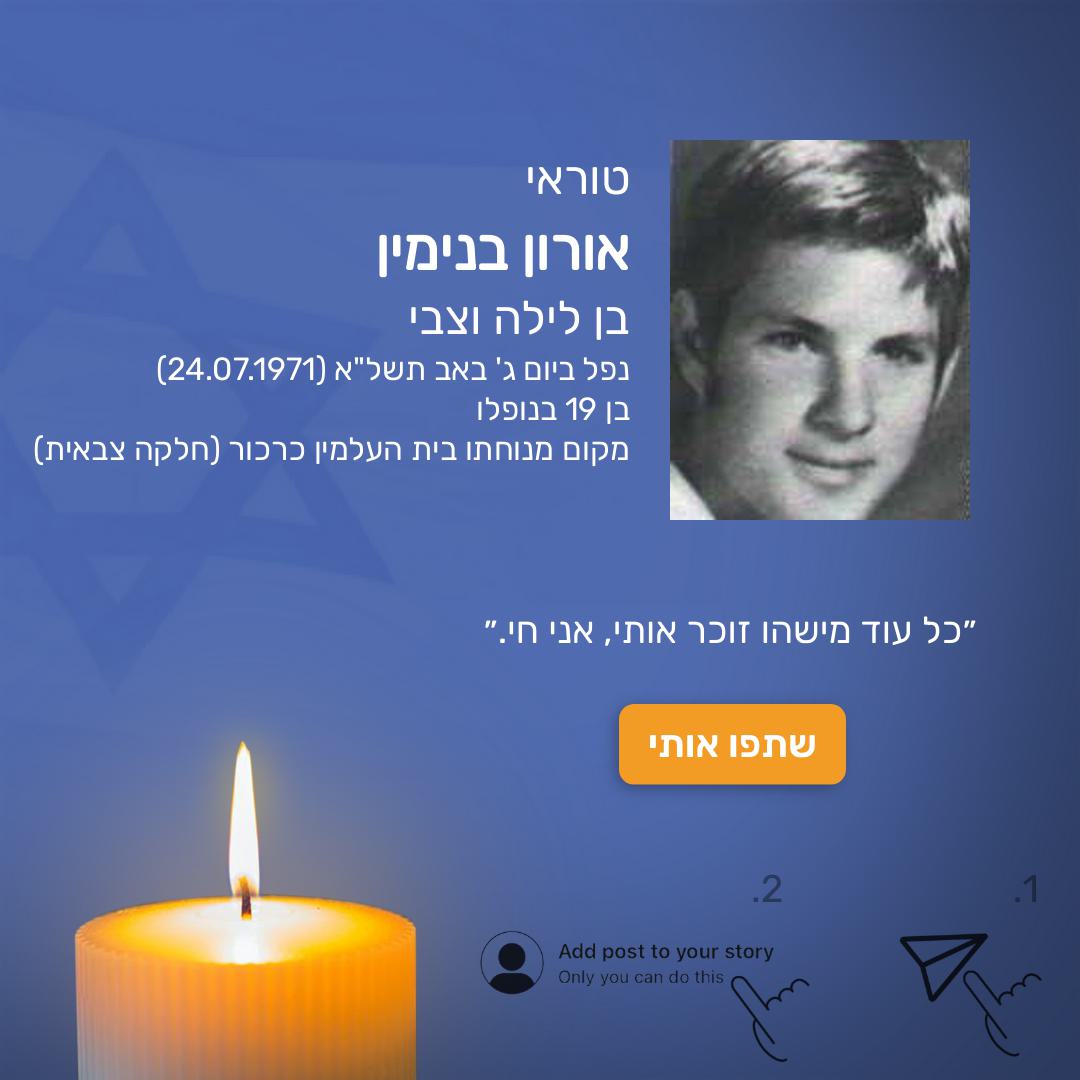 טוראי
אורון בנימין
בן לילה וצבי
נפל ביום ג' באב תשל"א (24.07.1971)
בן 19 בנופלו
מקום מנוחתו בית העלמין כרכור (חלקה צבאית)
״כל עוד מישהו זוכר אותי, אני חי.״
שתפו אותי
.1
.2
Add post to your story
Only you can do this